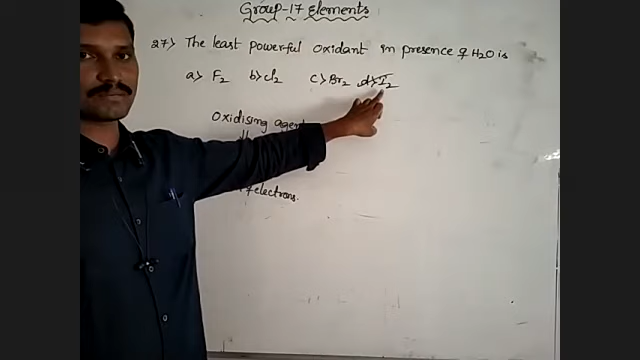 Group-17 Elements
27> The least powerful oxidant in presence of H2O is
a> F2 b> Cl2 c> Br2 d> I2
Oxidising agent
electrons.